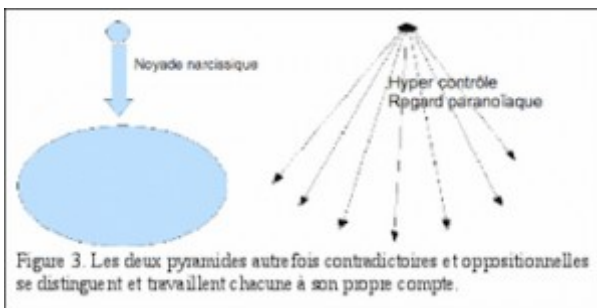 Noyade narcissique
Hyper contrôle
Regard paranoïaque
Figure 3. Les deux pyramides autrefois contradictoires et oppositionnelles
se distinguent et travaillent chacune à son propre compte.